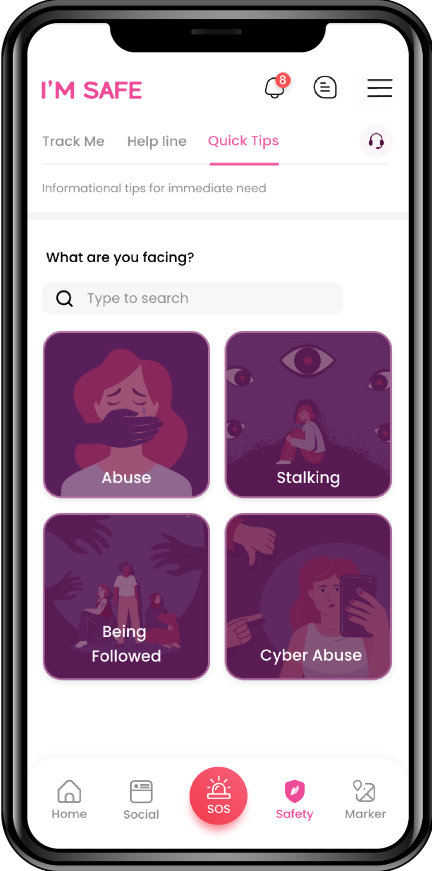 I'M SAFE
8
Track Me
Help line
Quick Tips
Informational tips for immediate need
What are you facing?
Type to search
Abuse
Stalking
Being
Followed
Cyber Abuse
Home
Social
SOS
Safety
Marker